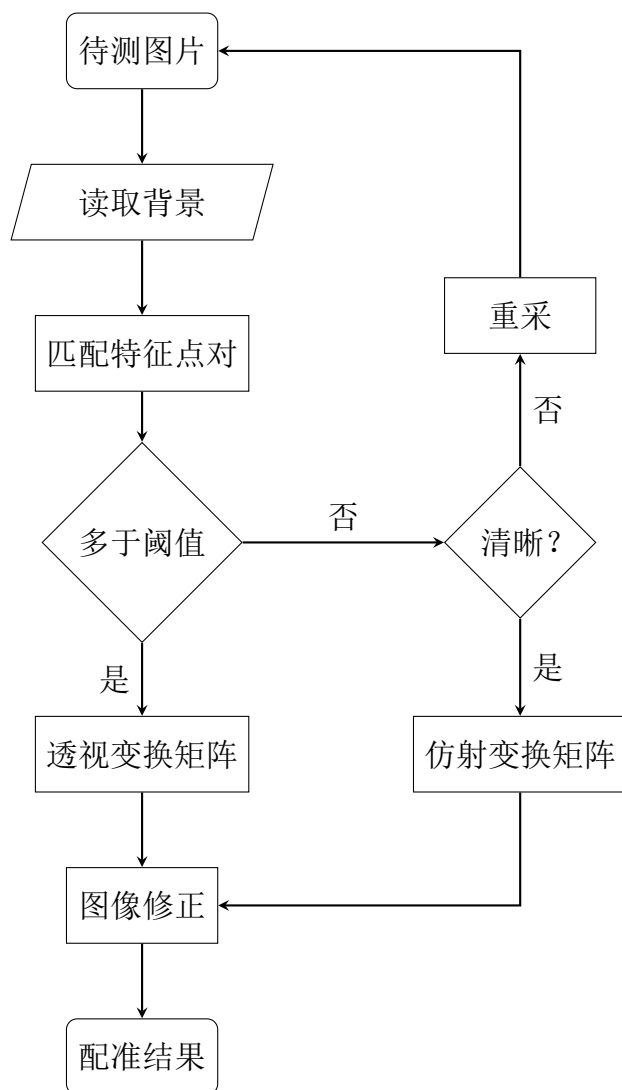 待测图片
读取背景
重采
匹配特征点对
否
否
多于阈值
清晰？
是
是
透视变换矩阵
仿射变换矩阵
图像修正
配准结果